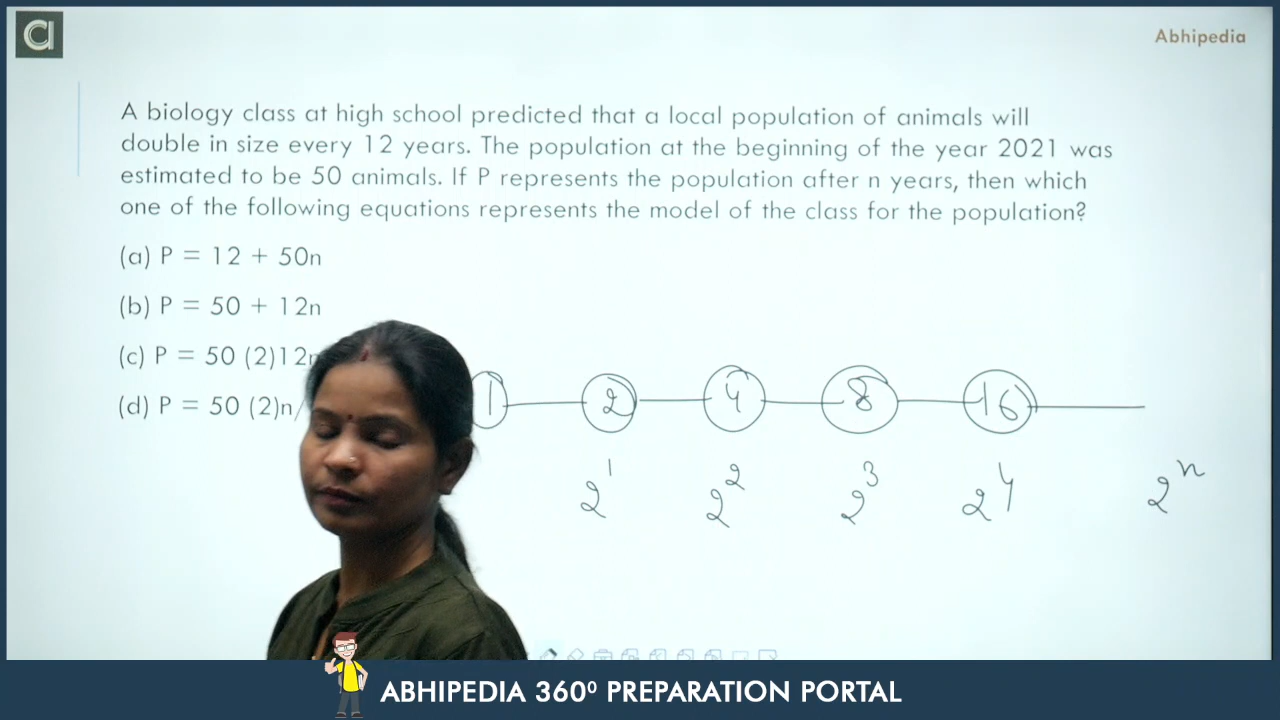 CI
Abhipedia
A biology class at high school predicted that a local population of animals will
double in size every 12 years. The population at the beginning of the year 2021 was
estimated to be 50 animals. If P represents the population after n years, then which
one of the following equations represents the model of the class for the population?
(a) P = 12 + 50n
(b) P = 50 + 12n
(c) P = 50 (2)12n
(d) P = 50 (2)n/
1 2 4 8 16
2¹ 2² 2³ 2⁴ 2ⁿ
ABHIPEDIA 360⁰ PREPARATION PORTAL